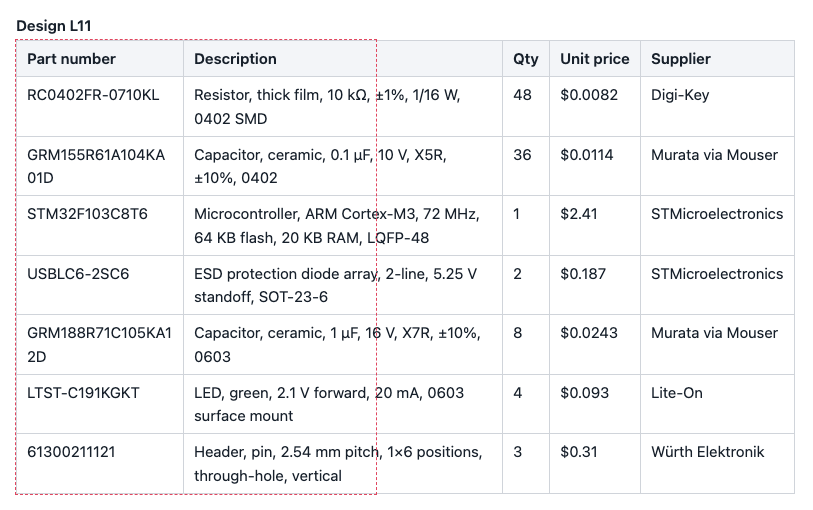 Design L11
Part number Description Qty Unit price Supplier
RC0402FR-0710KL Resistor, thick film, 10 kΩ, ±1%, 1/16 W, 48 $0.0082 Digi-Key
0402 SMD
GRM155R61A104KA Capacitor, ceramic, 0.1 µF, 10 V, X5R, 36 $0.0114 Murata via Mouser
01D ±10%, 0402
STM32F103C8T6 Microcontroller, ARM Cortex-M3, 72 MHz, 1 $2.41 STMicroelectronics
64 KB flash, 20 KB RAM, LQFP-48
USBLC6-2SC6 ESD protection diode array, 2-line, 5.25 V 2 $0.187 STMicroelectronics
standoff, SOT-23-6
GRM188R71C105KA1 Capacitor, ceramic, 1 µF, 16 V, X7R, ±10%, 8 $0.0243 Murata via Mouser
2D 0603
LTST-C191KGKT LED, green, 2.1 V forward, 20 mA, 0603 4 $0.093 Lite-On
surface mount
61300211121 Header, pin, 2.54 mm pitch, 1×6 positions, 3 $0.31 Würth Elektronik
through-hole, vertical